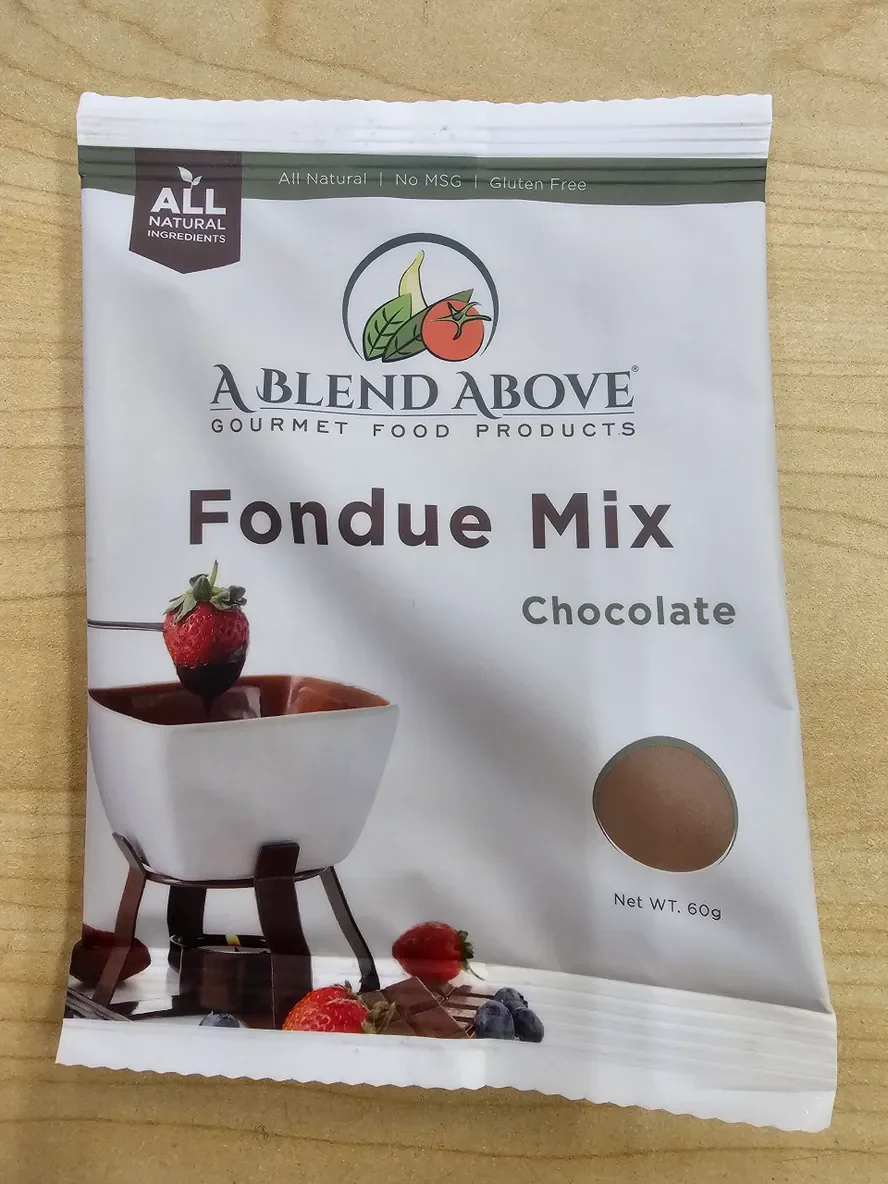 All Natural | No MSG | Gluten Free
ALL
NATURAL
INGREDIENTS
A BLEND ABOVE®
GOURMET FOOD PRODUCTS
Fondue Mix
Chocolate
Net WT. 60g